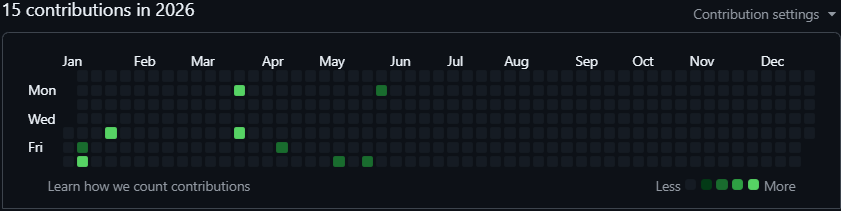 15 contributions in 2026
Contribution settings
Jan Feb Mar Apr May Jun Jul Aug Sep Oct Nov Dec
Mon
Wed
Fri
Learn how we count contributions
Less More